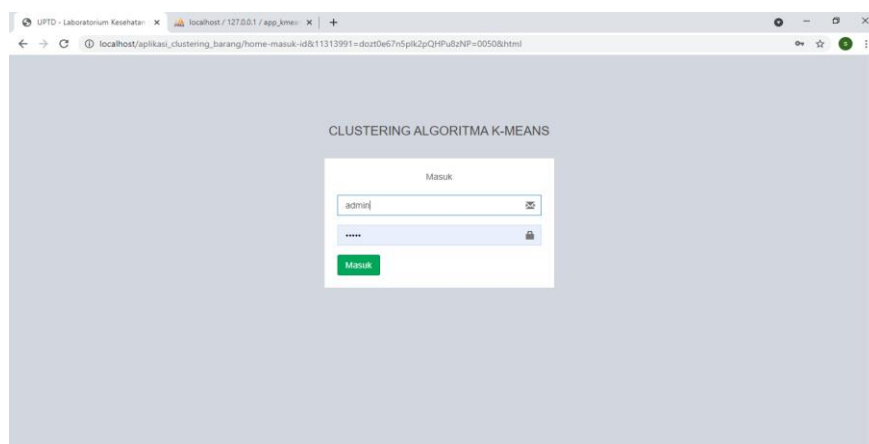 UPTD - Laboratorium Kesehatan
localhost / 127.0.0.1 / app_kmea
localhost/aplikasi_clustering_barang/home-masuk-id&11313991=dozt0e67n5plk2pQHPu8zNP=0050&html
CLUSTERING ALGORITMA K-MEANS
Masuk
admin
•••••
Masuk